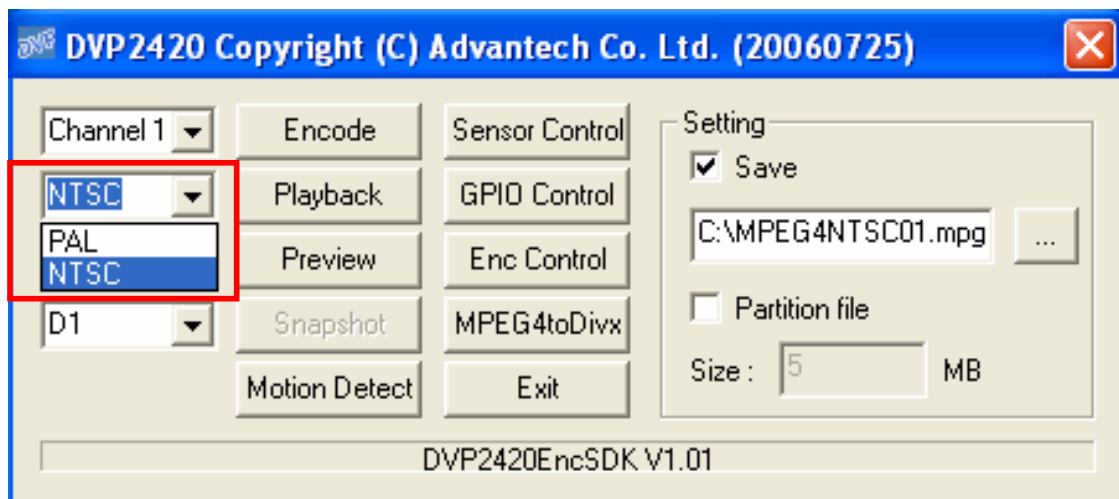 DVP2420 Copyright (C) Advantech Co. Ltd. (20060725)
Channel 1
Encode
Sensor Control
NTSC
Playback
GPIO Control
PAL
NTSC
Preview
Enc Control
D1
Snapshot
MPEG4toDivx
Motion Detect
Exit
Setting
Save
C:\MPEG4NTSC01.mpg
...
Partition file
Size : 5 MB
DVP2420EncSDK V1.01